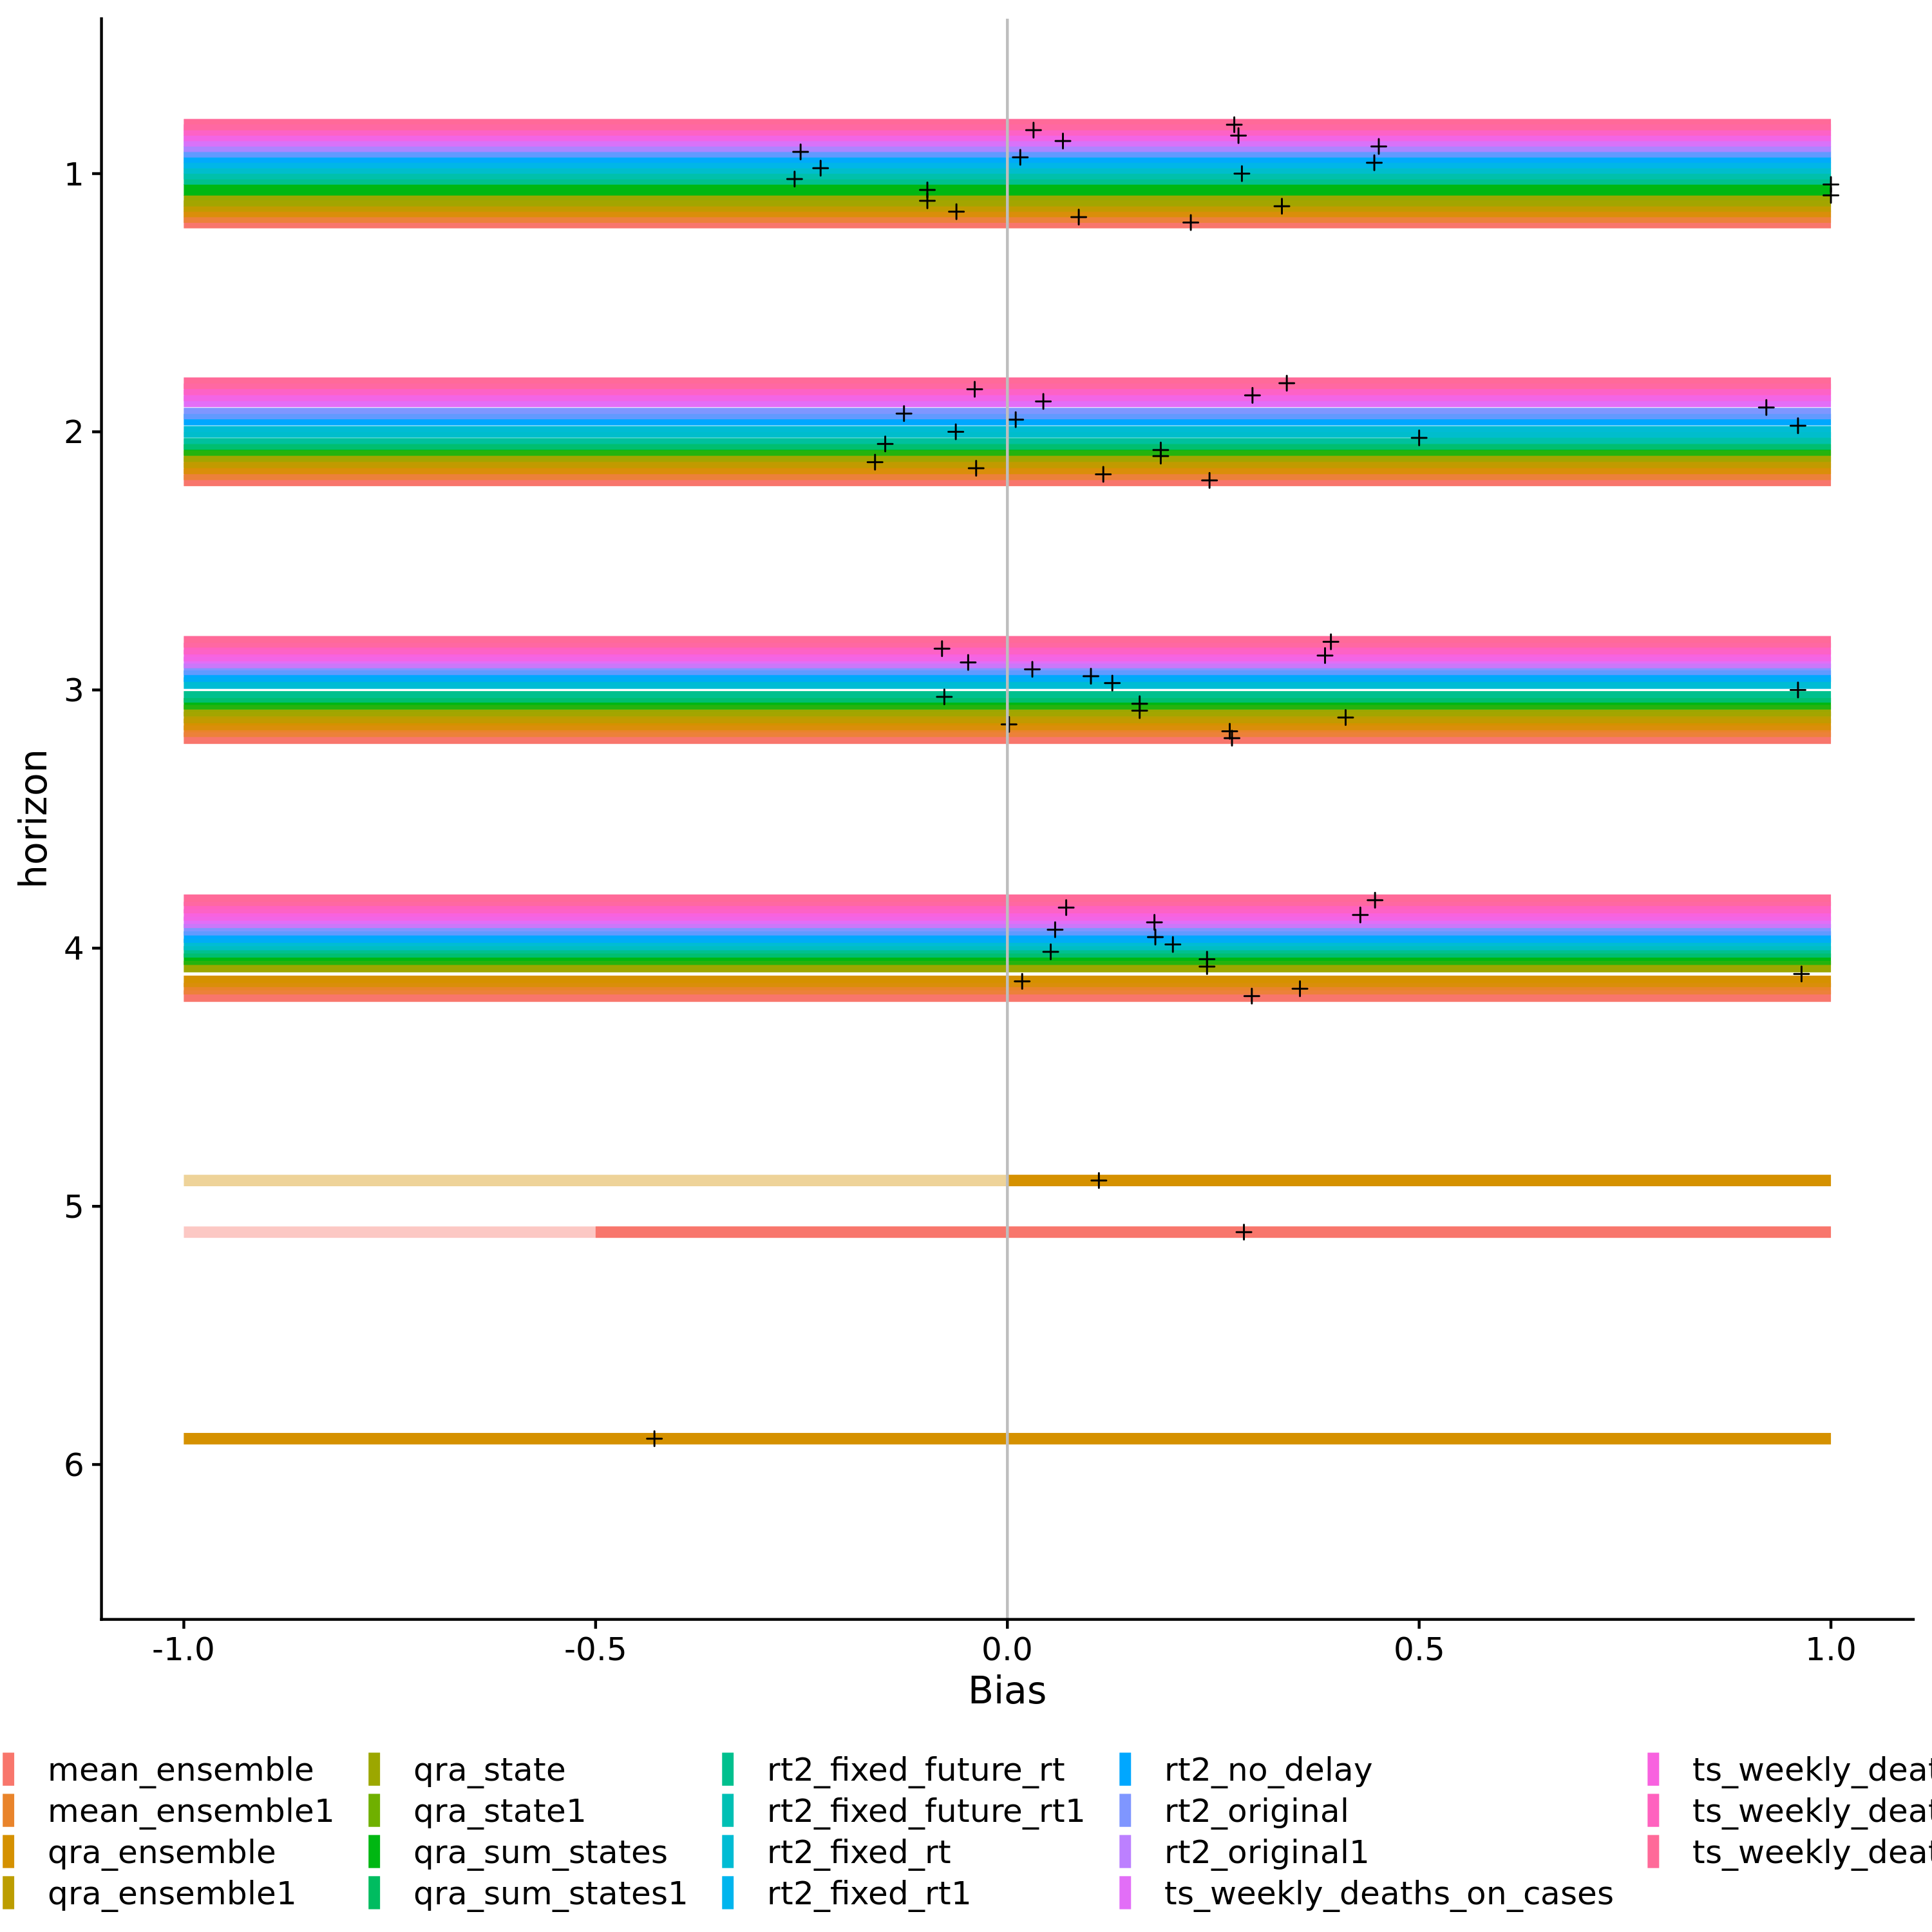 1
2
3
4
5
6
horizon
-1.0 -0.5 0.0 0.5 1.0
Bias
mean_ensemble qra_state rt2_fixed_future_rt rt2_no_delay ts_weekly_deat
mean_ensemble1 qra_state1 rt2_fixed_future_rt1 rt2_original ts_weekly_deat
qra_ensemble qra_sum_states rt2_fixed_rt rt2_original1 ts_weekly_deat
qra_ensemble1 qra_sum_states1 rt2_fixed_rt1 ts_weekly_deaths_on_cases